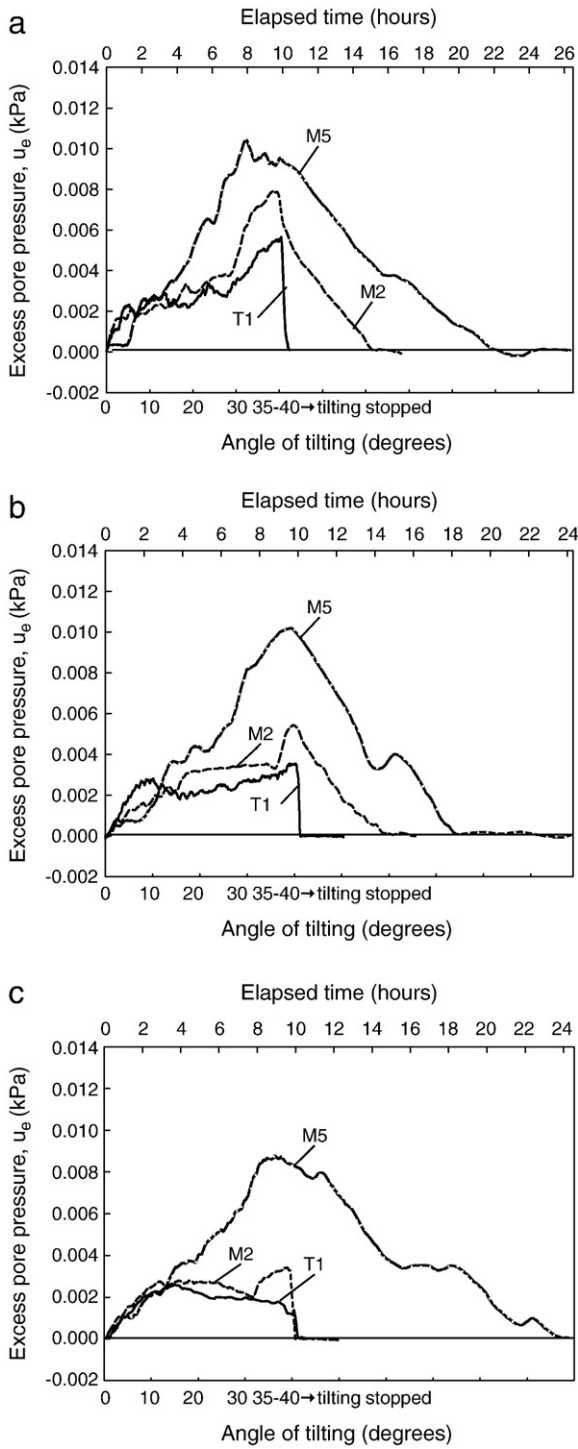 a
Elapsed time (hours)
0 2 4 6 8 10 12 14 16 18 20 22 24 26
Excess pore pressure, uₑ (kPa)
0.014
0.012
0.010
0.008
0.006
0.004
0.002
0.000
-0.002
M5
M2
T1
0 10 20 30 35-40→tilting stopped
Angle of tilting (degrees)
b
Elapsed time (hours)
0 2 4 6 8 10 12 14 16 18 20 22 24
Excess pore pressure, uₑ (kPa)
0.014
0.012
0.010
0.008
0.006
0.004
0.002
0.000
-0.002
M5
M2
T1
0 10 20 30 35-40→tilting stopped
Angle of tilting (degrees)
c
Elapsed time (hours)
0 2 4 6 8 10 12 14 16 18 20 22 24
Excess pore pressure, uₑ (kPa)
0.014
0.012
0.010
0.008
0.006
0.004
0.002
0.000
-0.002
M5
M2
T1
0 10 20 30 35-40→tilting stopped
Angle of tilting (degrees)